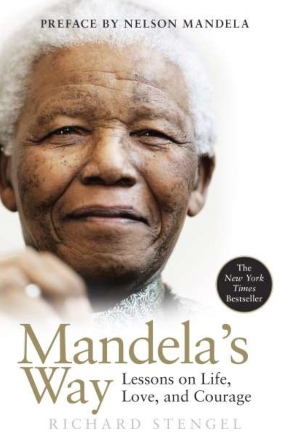 PREFACE BY NELSON MANDELA
The
New York
Times
Bestseller
Mandela's
Way
Lessons on Life,
Love, and Courage
RICHARD STENGEL